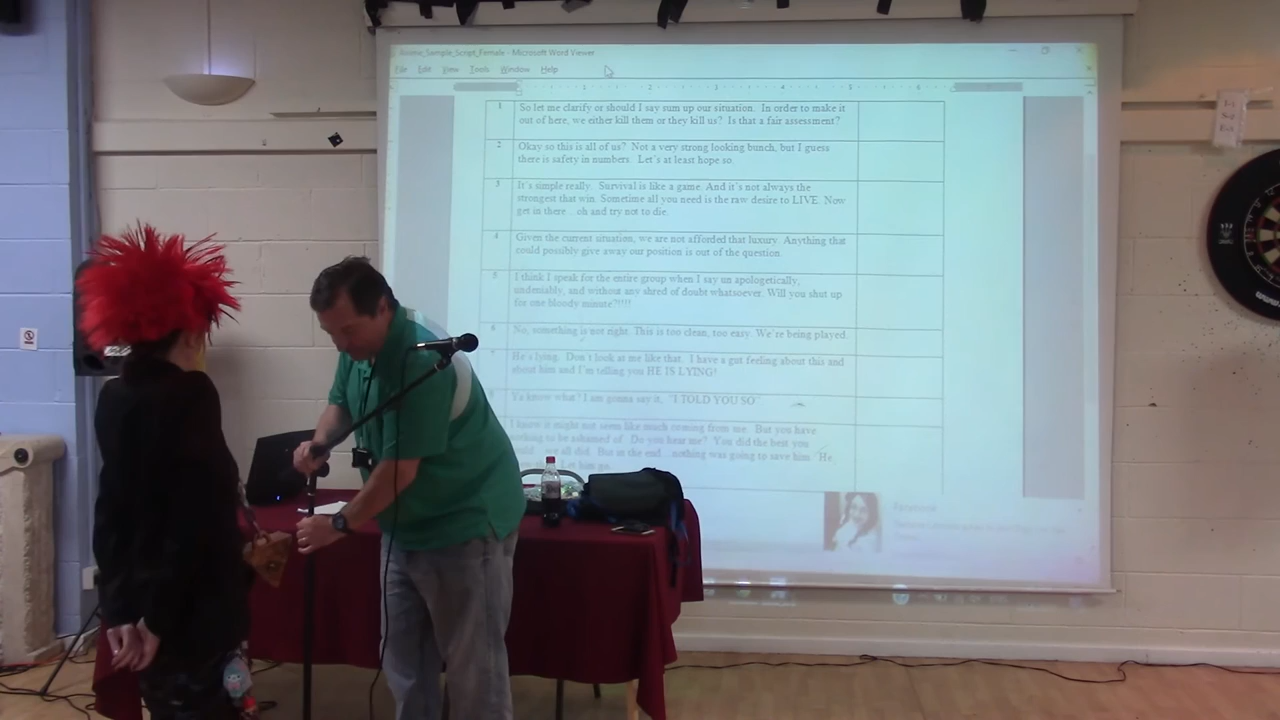 Anime_Sample_Script_Female - Microsoft Word Viewer
File Edit View Tools Window Help
1 So let me clarify or should I say sum up our situation. In order to make it
out of here, we either kill them or they kill us? Is that a fair assessment?
2 Okay so this is all of us? Not a very strong looking bunch, but I guess
there is safety in numbers. Let's at least hope so.
3 It's simple really. Survival is like a game. And it's not always the
strongest that win. Sometime all you need is the raw desire to LIVE. Now
get in there...oh and try not to die.
4 Given the current situation, we are not afforded that luxury. Anything that
could possibly give away our position is out of the question.
5 I think I speak for the entire group when I say un apologetically,
undeniably, and without any shred of doubt whatsoever. Will you shut up
for one bloody minute?!!!!
6 No, something is not right. This is too clean, too easy. We're being played.
7 He's lying. Don't look at me like that. I have a gut feeling about this and
about him and I'm telling you HE IS LYING!
8 Ya know what? I am gonna say it. "I TOLD YOU SO"
I know it might not seem like much coming from me. But you have
nothing to be ashamed of. Do you hear me? You did the best you
could we all did. But in the end...nothing was going to save him. He
Let him go.
Facebook